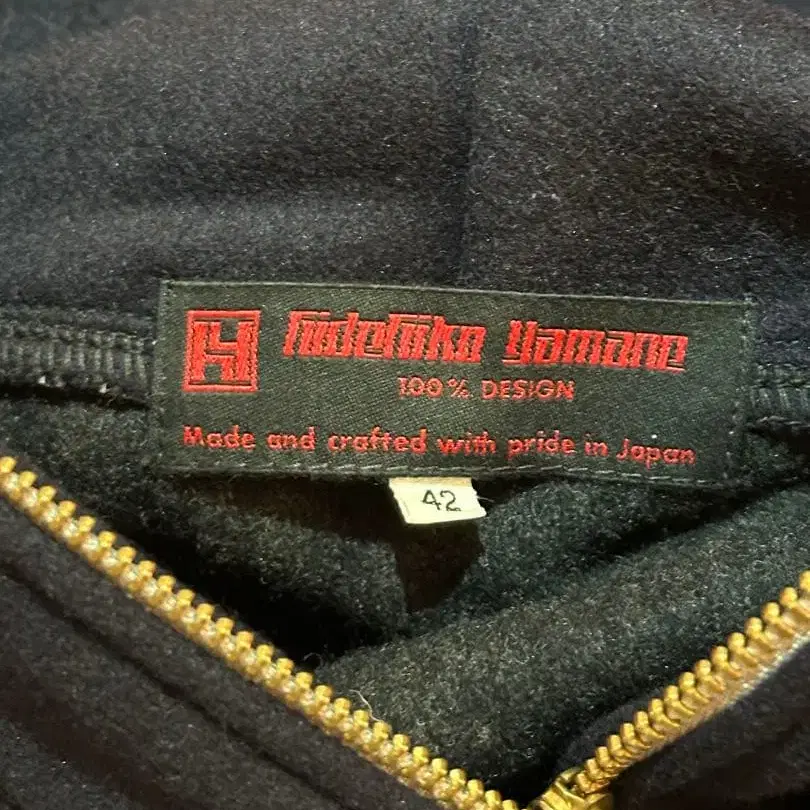 Hidehiko Yamane
100% DESIGN
Made and crafted with pride in Japan
42